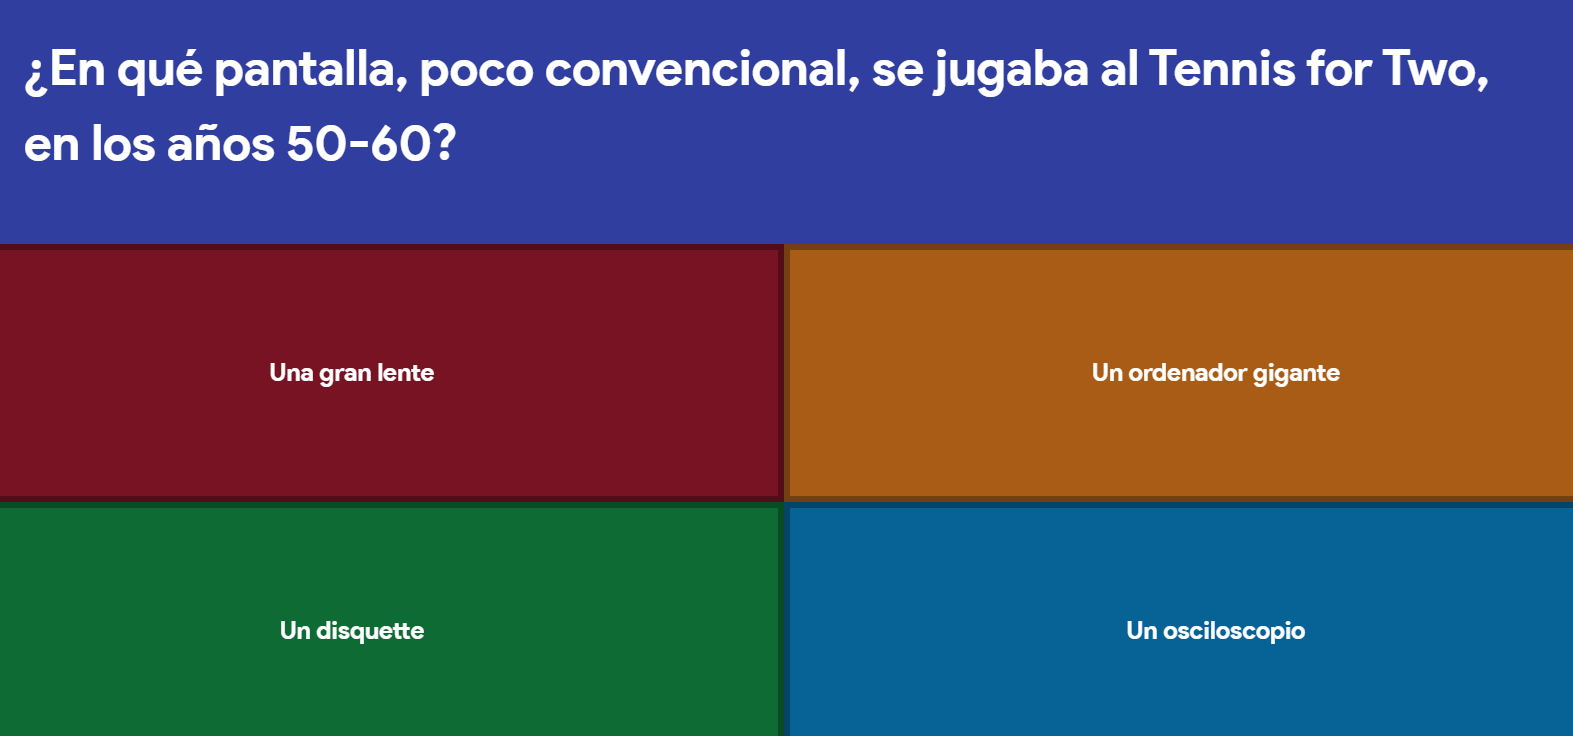 ¿En qué pantalla, poco convencional, se jugaba al Tennis for Two,
en los años 50-60?
Una gran lente
Un ordenador gigante
Un disquette
Un osciloscopio